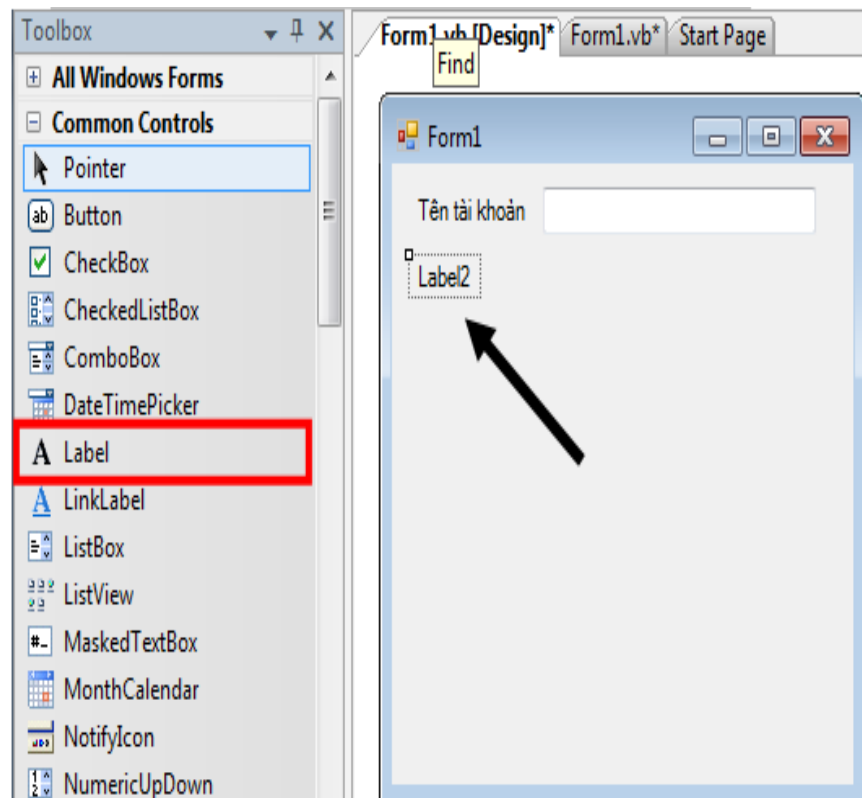 Toolbox
All Windows Forms
Common Controls
Pointer
Button
CheckBox
CheckedListBox
ComboBox
DateTimePicker
Label
LinkLabel
ListBox
ListView
MaskedTextBox
MonthCalendar
NotifyIcon
NumericUpDown
Form1.vb [Design]* Form1.vb* Start Page
Find
Form1
Tên tài khoản
Label2